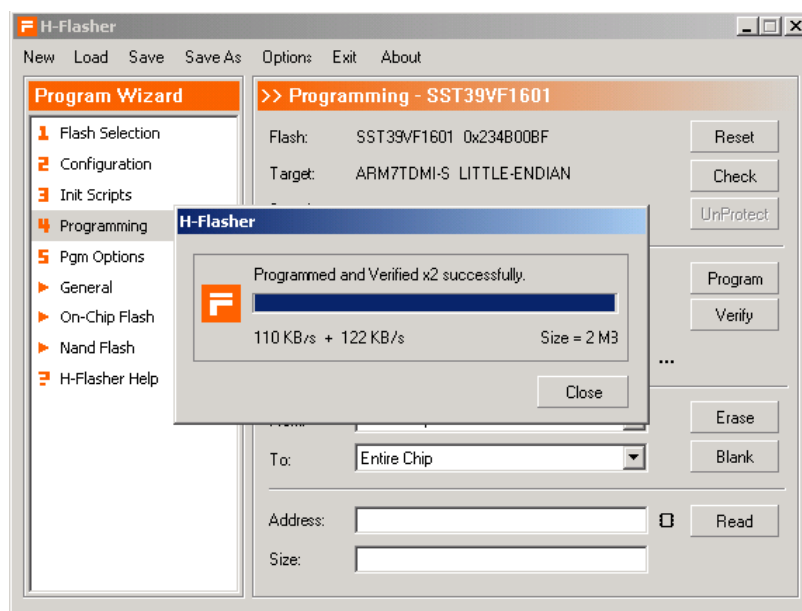 H-Flasher
New Load Save Save As Options Exit About
Program Wizard
1 Flash Selection
2 Configuration
3 Init Scripts
4 Programming
5 Pgm Options
General
On-Chip Flash
Nand Flash
? H-Flasher Help
>> Programming - SST39VF1601
Flash: SST39VF1601 0x234B00BF
Target: ARM7TDMI-S LITTLE-ENDIAN
Reset
Check
UnProtect
H-Flasher
Programmed and Verified x2 successfully.
110 KB/s + 122 KB/s Size = 2 MB
Close
Program
Verify
...
Erase
To: Entire Chip
Blank
Address:
Read
Size: